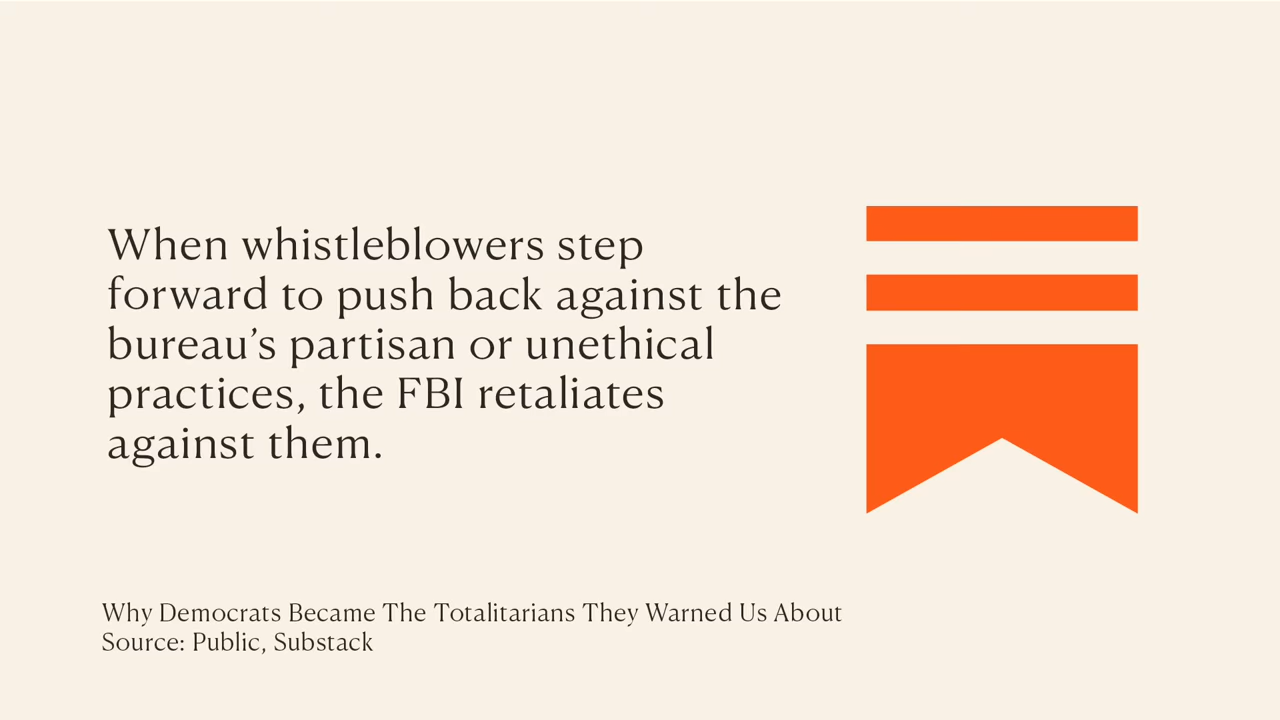 When whistleblowers step
forward to push back against the
bureau’s partisan or unethical
practices, the FBI retaliates
against them.
Why Democrats Became The Totalitarians They Warned Us About
Source: Public, Substack